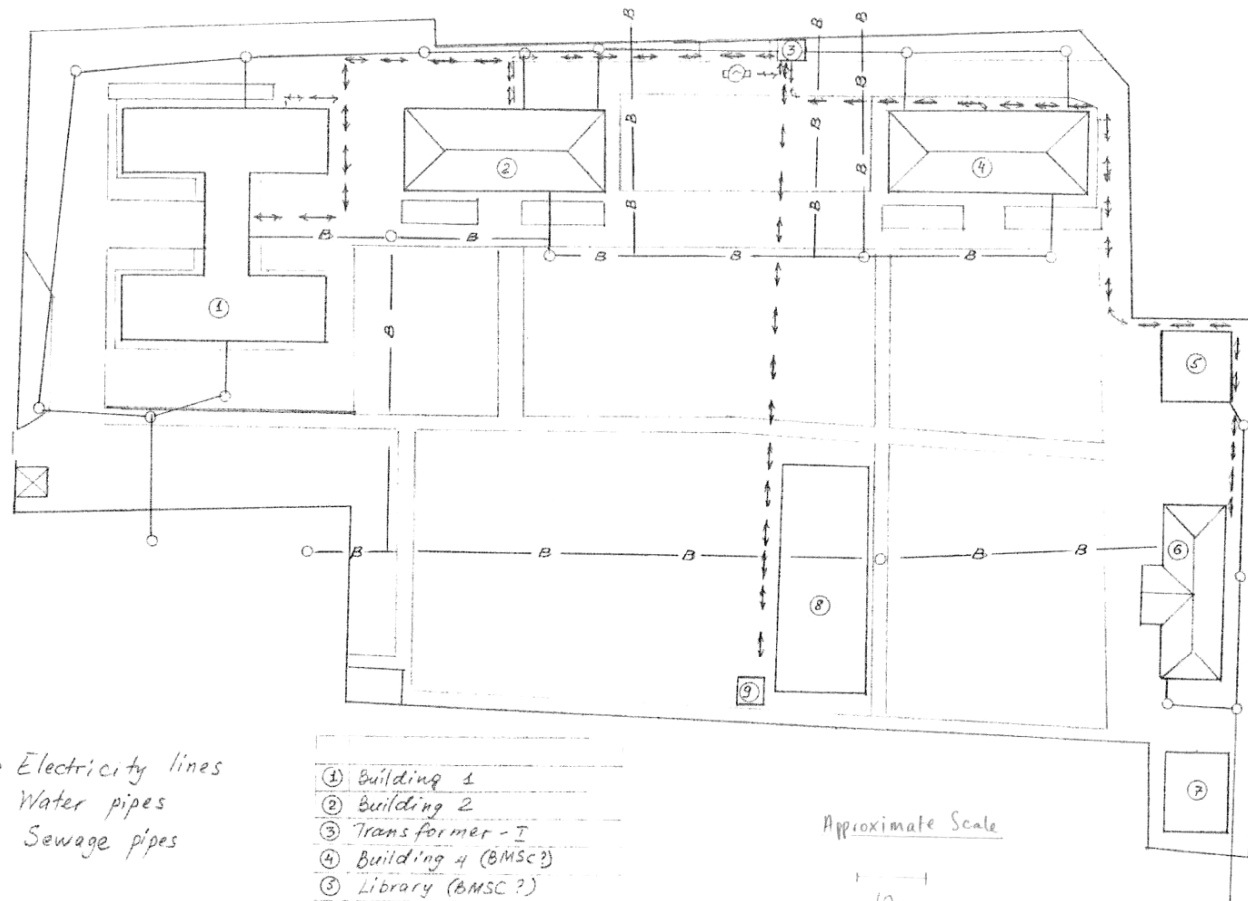 B
B
B
③
B
B
B
②
④
B
B
B
B
B
B
B
B
①
B
⑤
B
B
B
B
B
⑥
⑧
⑨
⑦
Electricity lines
Water pipes
Sewage pipes
① Building 1
② Building 2
③ Transformer - I
④ Building 4 (BMSC?)
⑤ Library (BMSC ?)
Approximate Scale